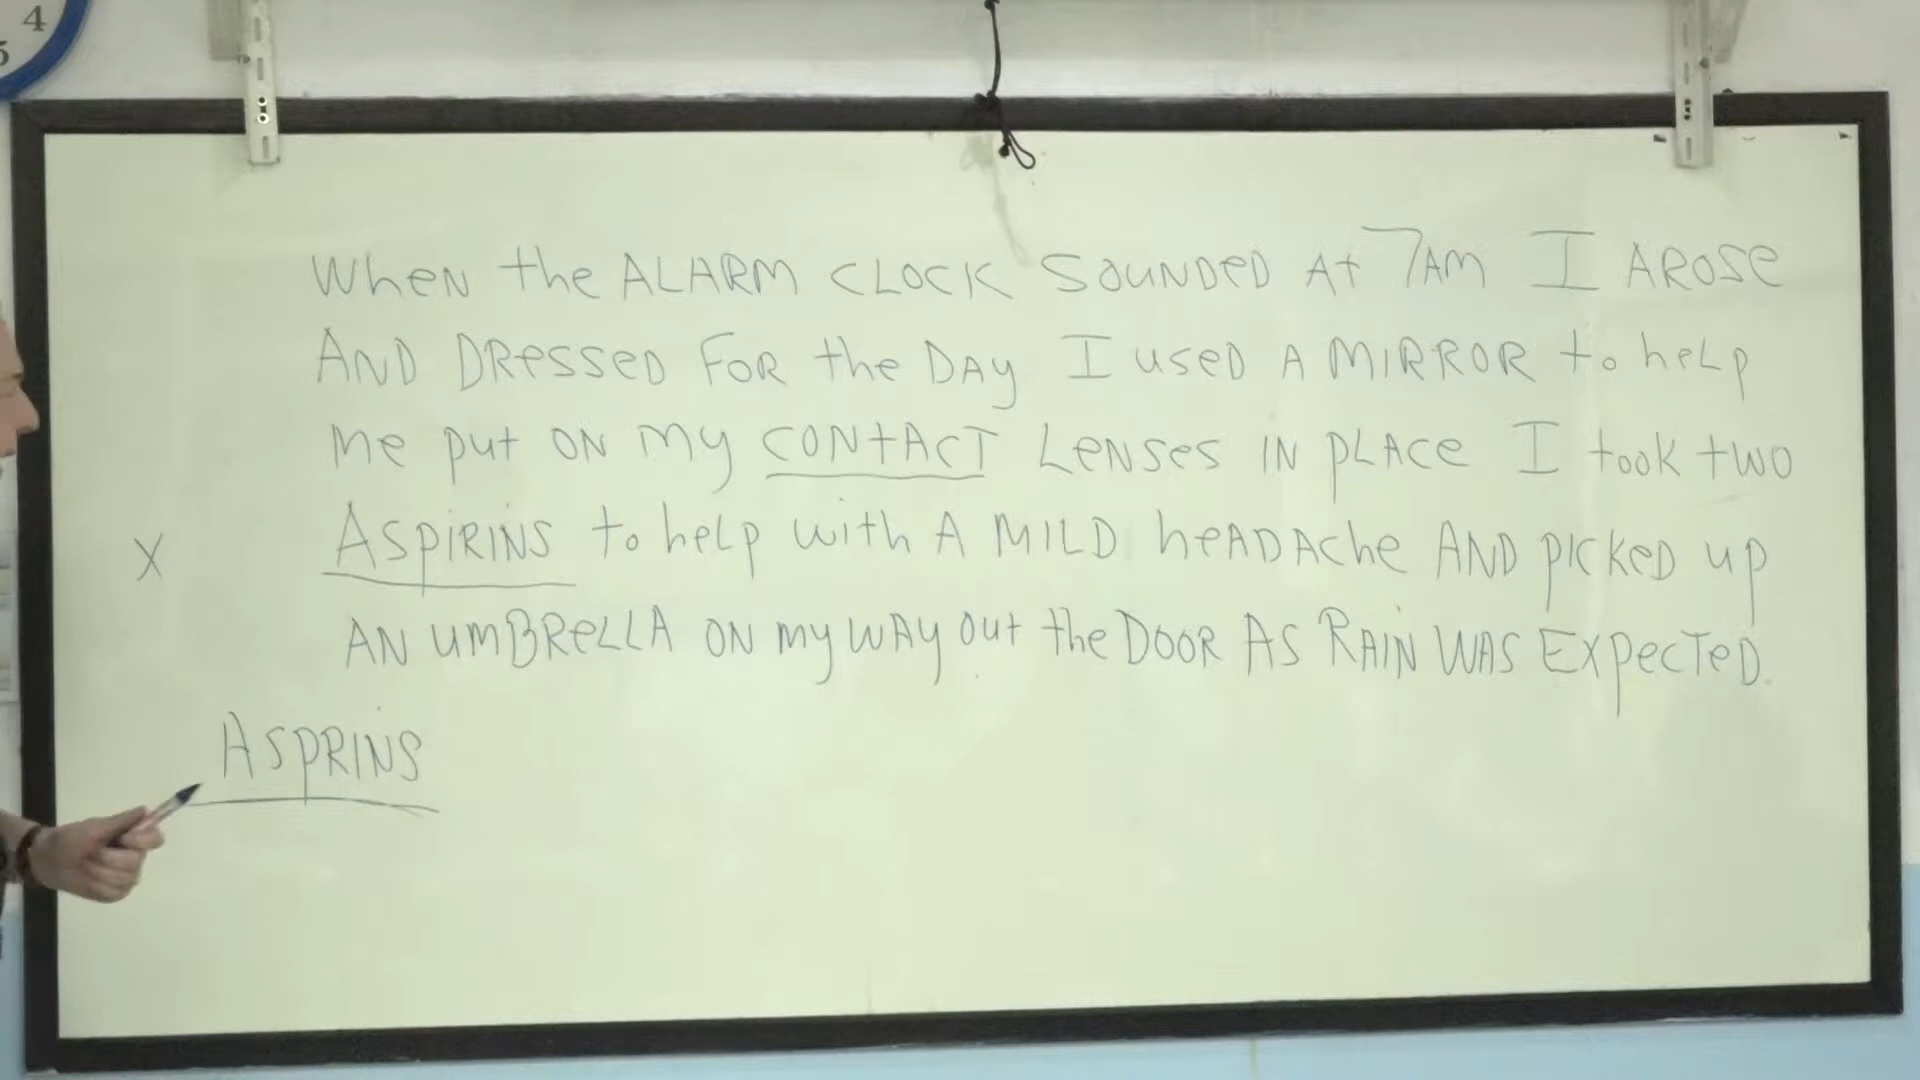 4
5
When the ALARM CLOCK SOUNDeD At 7AM I AROSe
AND DResseD FOR the DAy I useD A MIRROR to heLp
me put ON my CONtACT LeNSes IN pLACe I took two
X ASpIRINS to heLp with A MILD heADAche AND pICKeD up
AN umBReLLA ON my WAy out the DOOR AS RAIN WAS ExpecTeD.
ASpRINS